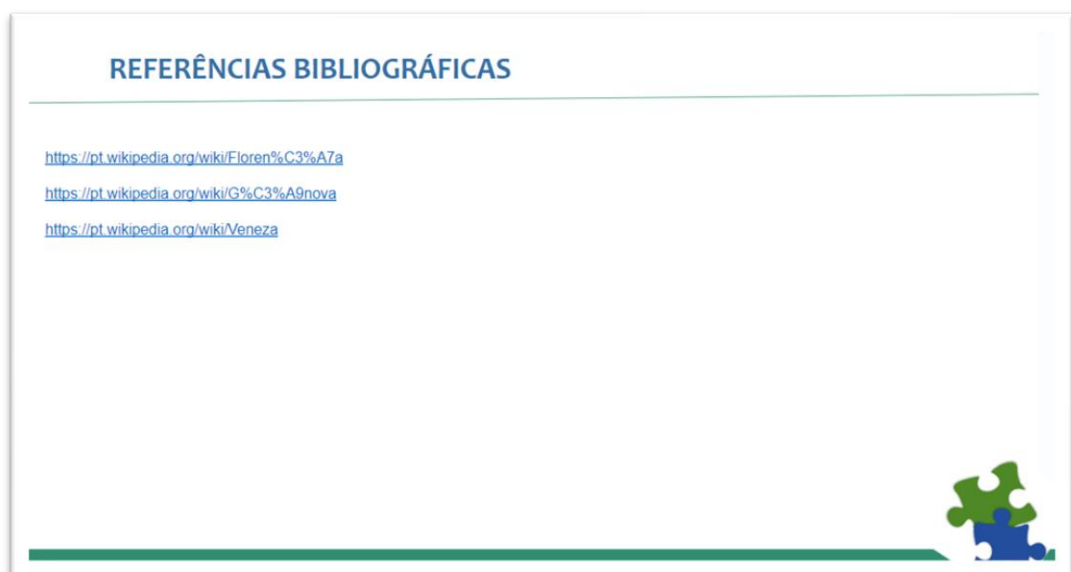 REFERÊNCIAS BIBLIOGRÁFICAS
https://pt.wikipedia.org/wiki/Floren%C3%A7a
https://pt.wikipedia.org/wiki/G%C3%A9nova
https://pt.wikipedia.org/wiki/Veneza